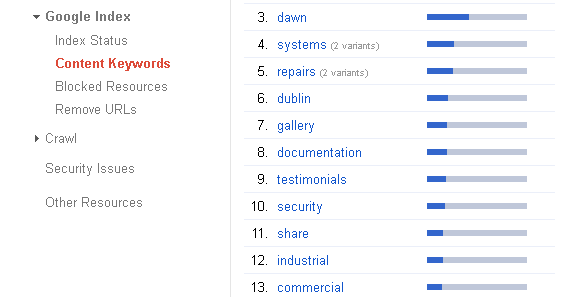 Google Index
Index Status
Content Keywords
Blocked Resources
Remove URLs
Crawl
Security Issues
Other Resources
3. dawn
4. systems (2 variants)
5. repairs (2 variants)
6. dublin
7. gallery
8. documentation
9. testimonials
10. security
11. share
12. industrial
13. commercial